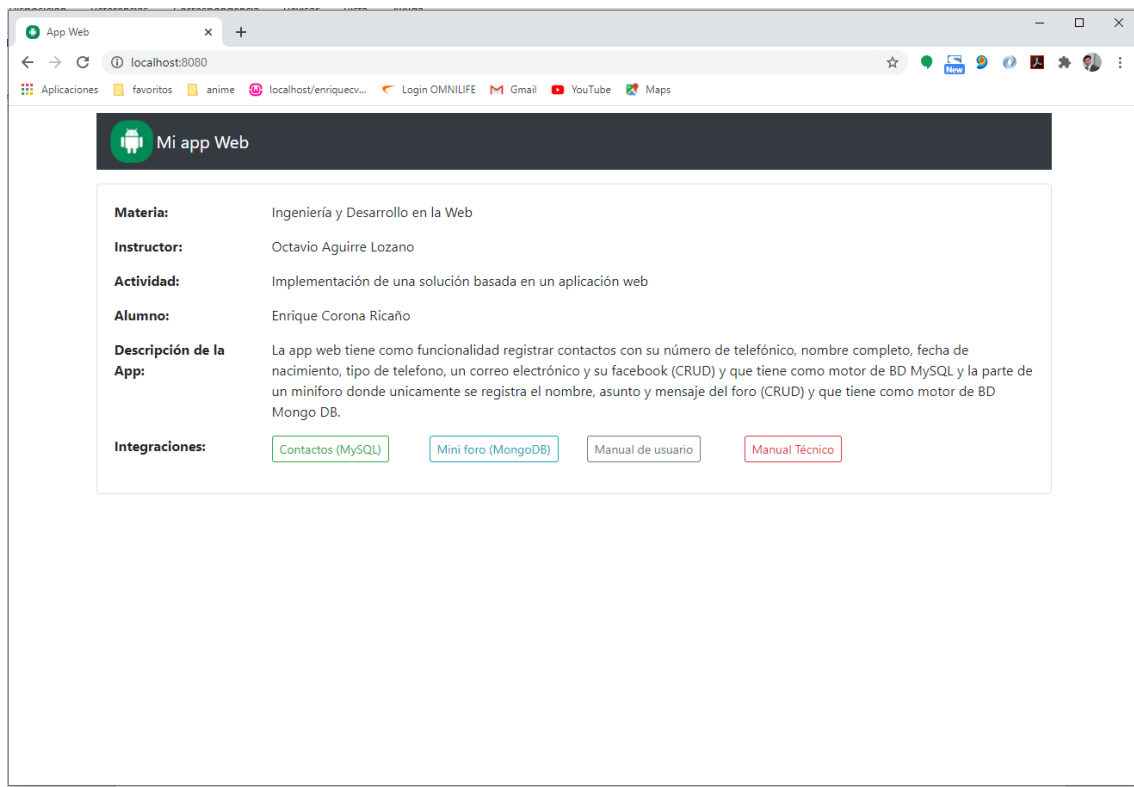 App Web
localhost:8080
New
Aplicaciones favoritos anime localhost/enriquecv... Login OMNILIFE Gmail YouTube Maps
Mi app Web
Materia: Ingeniería y Desarrollo en la Web
Instructor: Octavio Aguirre Lozano
Actividad: Implementación de una solución basada en un aplicación web
Alumno: Enrique Corona Ricaño
Descripción de la App:
La app web tiene como funcionalidad registrar contactos con su número de telefónico, nombre completo, fecha de
nacimiento, tipo de telefono, un correo electrónico y su facebook (CRUD) y que tiene como motor de BD MySQL y la parte de
un miniforo donde unicamente se registra el nombre, asunto y mensaje del foro (CRUD) y que tiene como motor de BD
Mongo DB.
Integraciones: Contactos (MySQL) Mini foro (MongoDB) Manual de usuario Manual Técnico